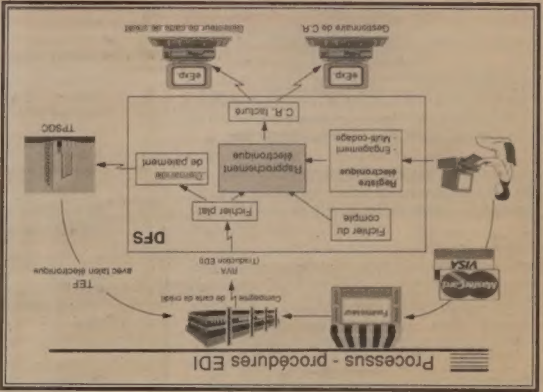 Processus - procédures EDI
Fournisseur
Compagnie de carte de crédit
MasterCard
VISA
RVA
(Traduction EDI)
TEF
avec talon électronique
DFS
Fichier du
compte
Fichier plat
Registre
électronique
- Engagement
- Multi-codage
Rapprochement
électronique
Demande
de paiement
TPSGC
C.R. facturé
eExp.
eExp.
Gestionnaire de C.R.
Détenteur de carte de crédit